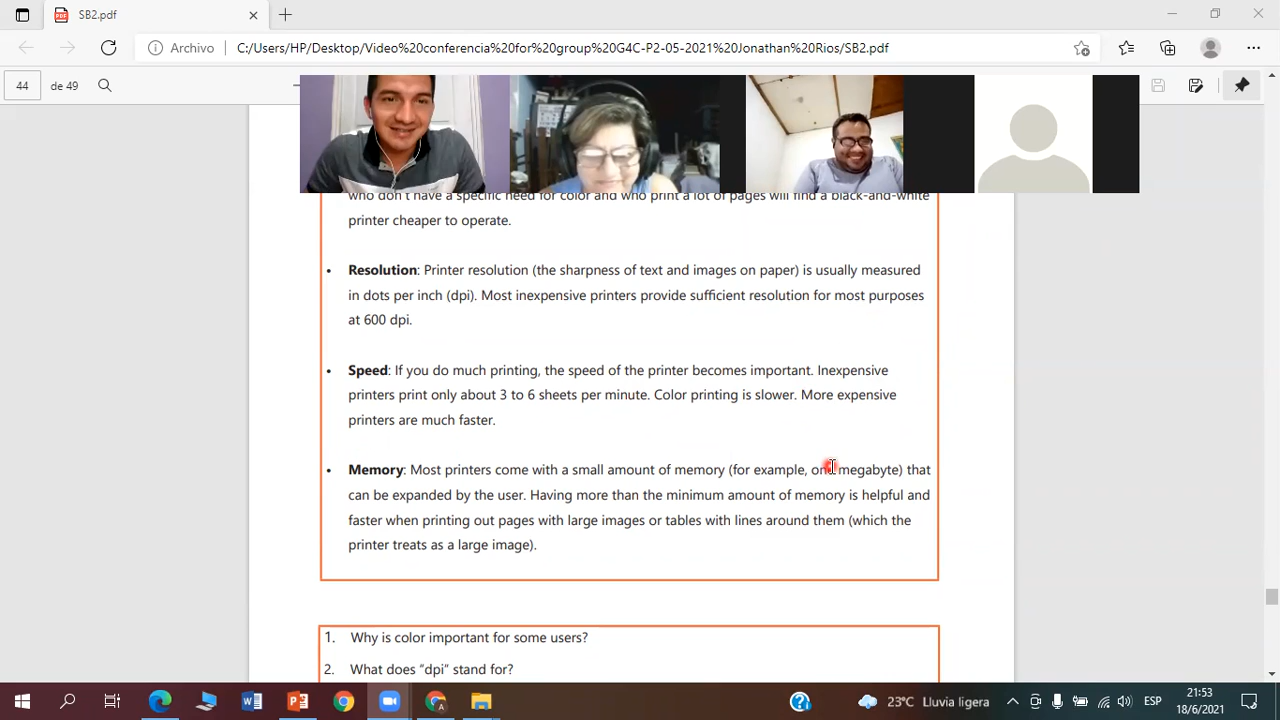 SB2.pdf
Archivo C:/Users/HP/Desktop/Video%20conferencia%20for%20group%20G4C-P2-05-2021%20Jonathan%20Rios/SB2.pdf
44 de 49
who don't have a specific need for color and who print a lot of pages will find a black-and-white
printer cheaper to operate.
• Resolution: Printer resolution (the sharpness of text and images on paper) is usually measured
in dots per inch (dpi). Most inexpensive printers provide sufficient resolution for most purposes
at 600 dpi.
• Speed: If you do much printing, the speed of the printer becomes important. Inexpensive
printers print only about 3 to 6 sheets per minute. Color printing is slower. More expensive
printers are much faster.
• Memory: Most printers come with a small amount of memory (for example, one megabyte) that
can be expanded by the user. Having more than the minimum amount of memory is helpful and
faster when printing out pages with large images or tables with lines around them (which the
printer treats as a large image).
1. Why is color important for some users?
2. What does “dpi” stand for?
23°C Lluvia ligera
ESP
21:53
18/6/2021